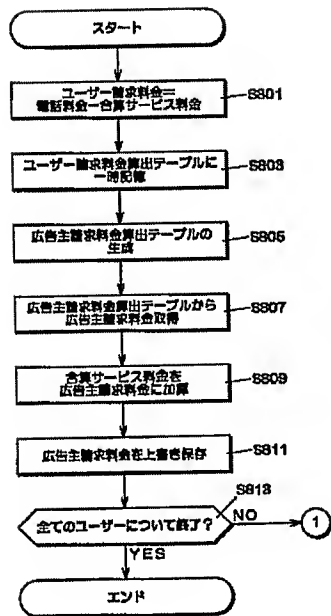 スタート
ユーザー請求料金＝
電話料金－合算サービス料金
S801
ユーザー請求料金算出テーブルに
一時記憶
S803
広告主請求料金算出テーブルの
生成
S805
広告主請求料金算出テーブルから
広告主請求料金取得
S807
合算サービス料金を
広告主請求料金に加算
S809
広告主請求料金を上書き保存
S811
S813
全てのユーザーについて終了？
NO
1
YES
エンド